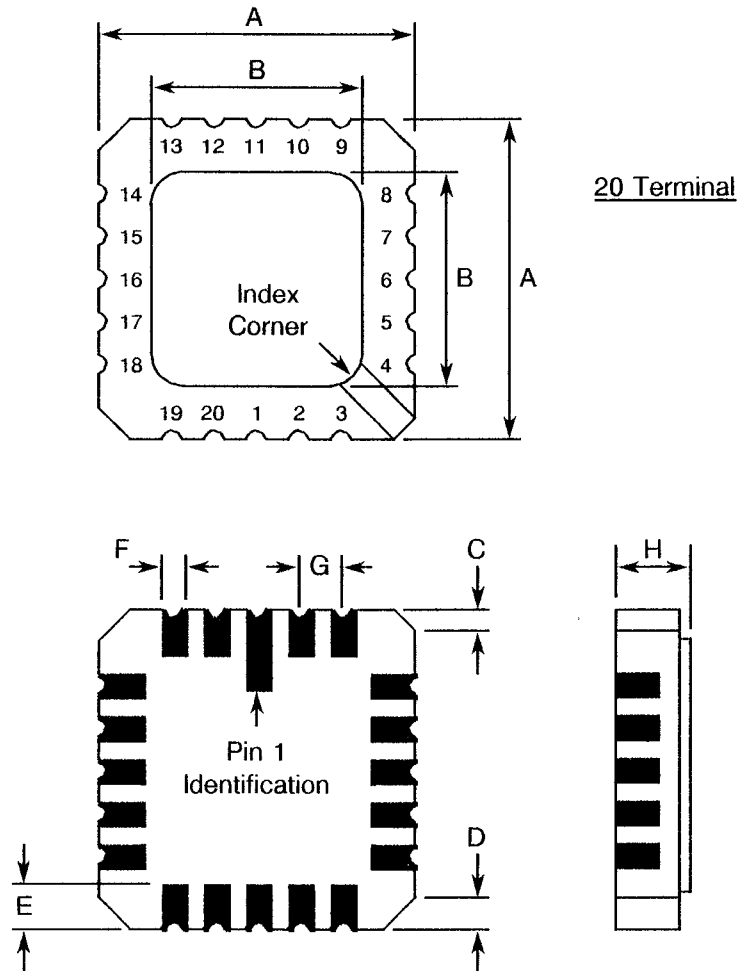 A
B
13 12 11 10 9
20 Terminal
14 8
15 7
16 6
17 5
18 4
B A
Index
Corner
19 20 1 2 3
F G C H
Pin 1
Identification
D
E